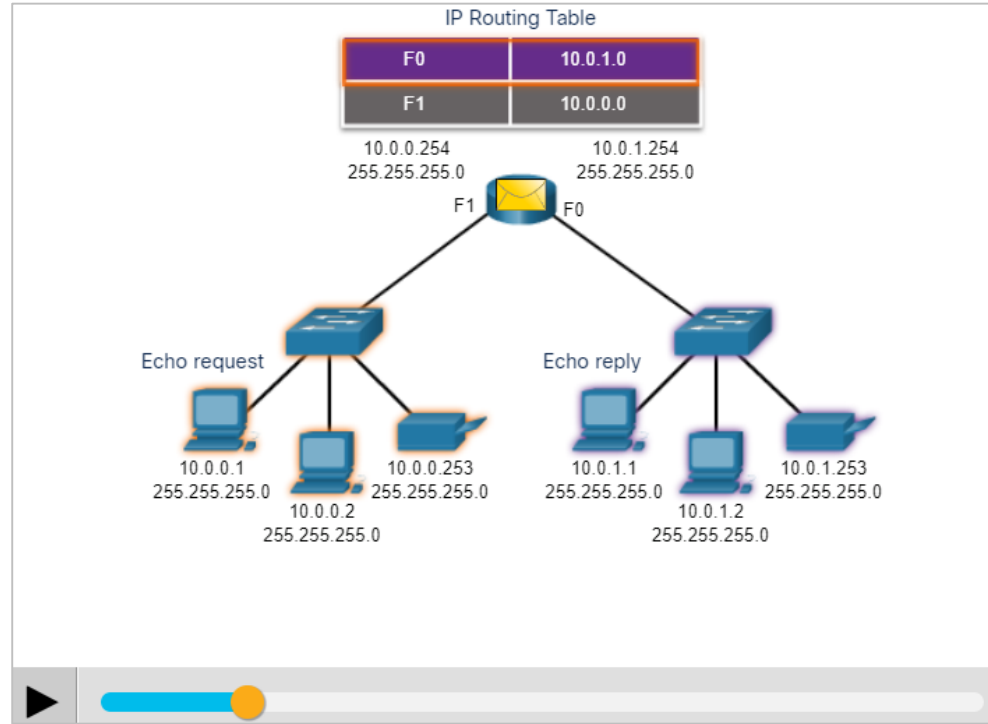 IP Routing Table
F0 10.0.1.0
F1 10.0.0.0
10.0.0.254 10.0.1.254
255.255.255.0 255.255.255.0
F1 F0
Echo request Echo reply
10.0.0.1 10.0.0.253 10.0.1.1 10.0.1.253
255.255.255.0 255.255.255.0 255.255.255.0 255.255.255.0
10.0.0.2 10.0.1.2
255.255.255.0 255.255.255.0